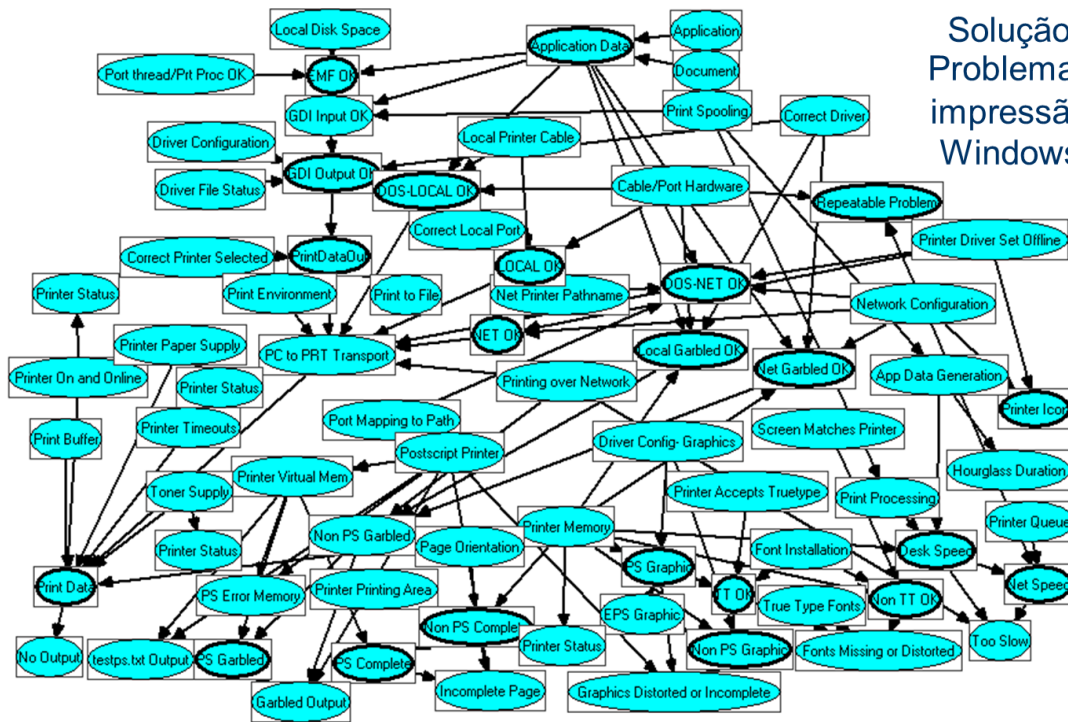 Solução
Problema
impressã
Windows
Local Disk Space
Application Data
Application
Port thread/Prt Proc OK
EMF OK
Document
GDI Input OK
Print Spooling
Correct Driver
Driver Configuration
Local Printer Cable
GDI Output OK
DOS-LOCAL OK
Cable/Port Hardware
Driver File Status
Repeatable Problem
Correct Local Port
Printer Driver Set Offline
Correct Printer Selected
PrintDataOut
LOCAL OK
DOS-NET OK
Printer Status
Print Environment
Print to File
Net Printer Pathname
Network Configuration
NET OK
Printer Paper Supply
PC to PRT Transport
Local Garbled OK
Net Garbled OK
App Data Generation
Printer On and Online
Printer Status
Printing over Network
Printer Icon
Print Buffer
Printer Timeouts
Port Mapping to Path
Driver Config- Graphics
Screen Matches Printer
Postscript Printer
Hourglass Duration
Toner Supply
Printer Virtual Mem
Printer Accepts Truetype
Print Processing
Printer Status
Non PS Garbled
Page Orientation
Printer Memory
Font Installation
Desk Speed
Printer Queue
Print Data
PS Error Memory
Printer Printing Area
PS Graphic
TT OK
True Type Fonts
Non TT OK
Net Speed
Non PS Complet
EPS Graphic
No Output
testps.txt Output
PS Garbled
PS Complete
Printer Status
Non PS Graphic
Fonts Missing or Distorted
Too Slow
Garbled Output
Incomplete Page
Graphics Distorted or Incomplete